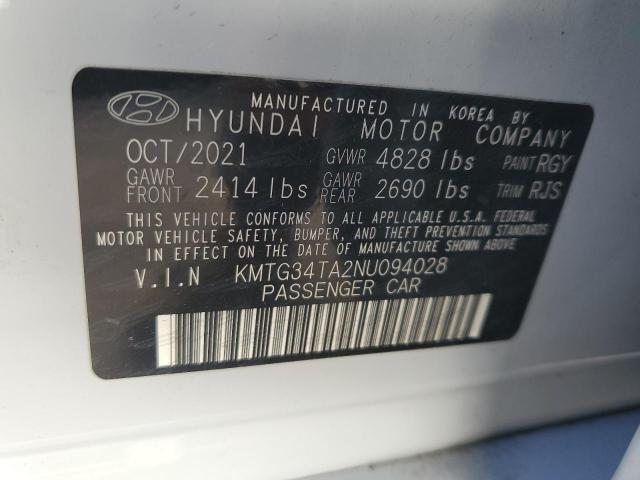 MANUFACTURED IN KOREA BY
HYUNDAI MOTOR COMPANY
OCT/2021 GVWR 4828 lbs PAINT RGY
GAWR FRONT 2414 lbs GAWR REAR 2690 lbs TRIM RJS
THIS VEHICLE CONFORMS TO ALL APPLICABLE U.S.A. FEDERAL
MOTOR VEHICLE SAFETY, BUMPER, AND THEFT PREVENTION STANDARDS
IN EFFECT ON THE DATE OF MANUFACTURE SHOWN ABOVE.
V.I.N KMTG34TA2NU094028
PASSENGER CAR